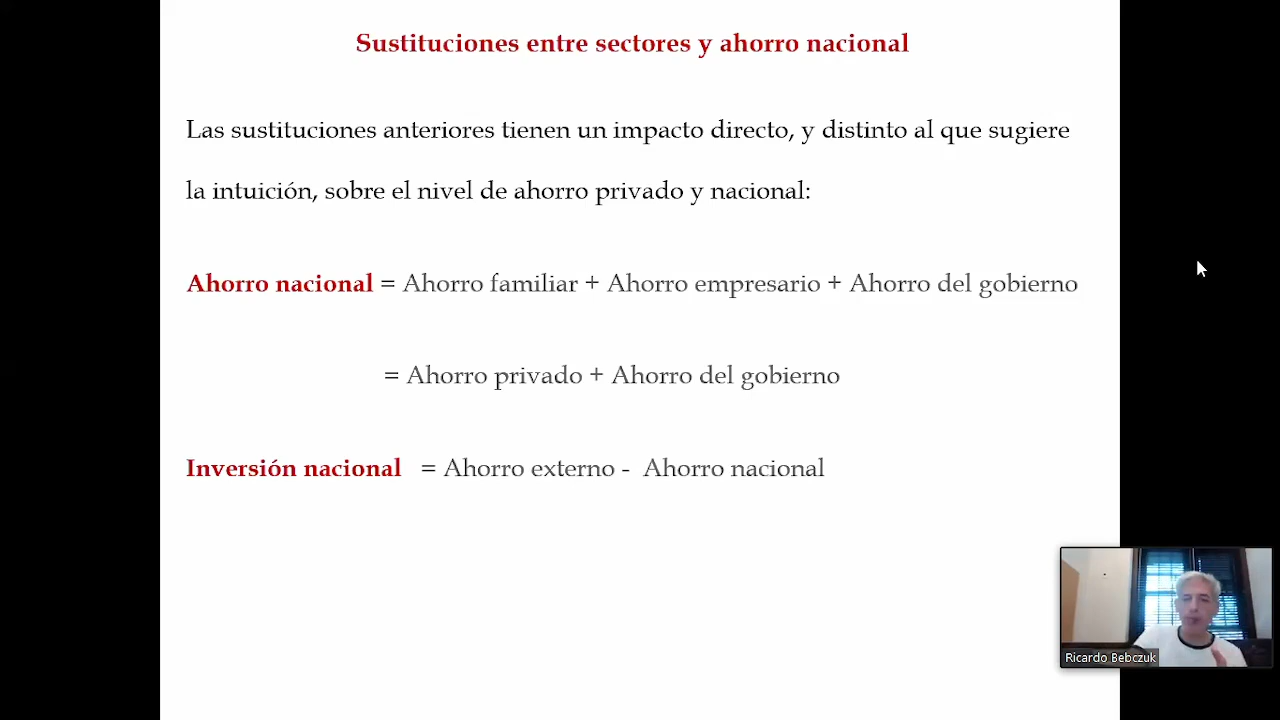 Sustituciones entre sectores y ahorro nacional
Las sustituciones anteriores tienen un impacto directo, y distinto al que sugiere
la intuición, sobre el nivel de ahorro privado y nacional:
Ahorro nacional = Ahorro familiar + Ahorro empresario + Ahorro del gobierno
= Ahorro privado + Ahorro del gobierno
Inversión nacional = Ahorro externo - Ahorro nacional
Ricardo Bebczuk